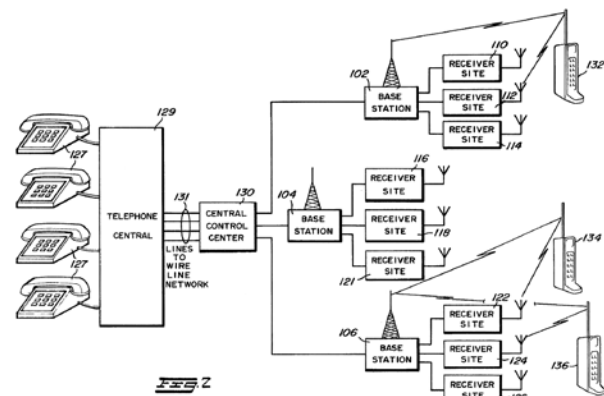 110
102
RECEIVER
SITE
132
129
BASE
STATION
RECEIVER
SITE
112
RECEIVER
SITE
114
127
116
131
130
104
RECEIVER
SITE
TELEPHONE
CENTRAL
CENTRAL
CONTROL
CENTER
BASE
STATION
RECEIVER
SITE
118
127
LINES
TO
WIRE
LINE
NETWORK
121
RECEIVER
SITE
134
127
122
RECEIVER
SITE
106
BASE
STATION
RECEIVER
SITE
124
136
RECEIVER
SITE
Fig. 2